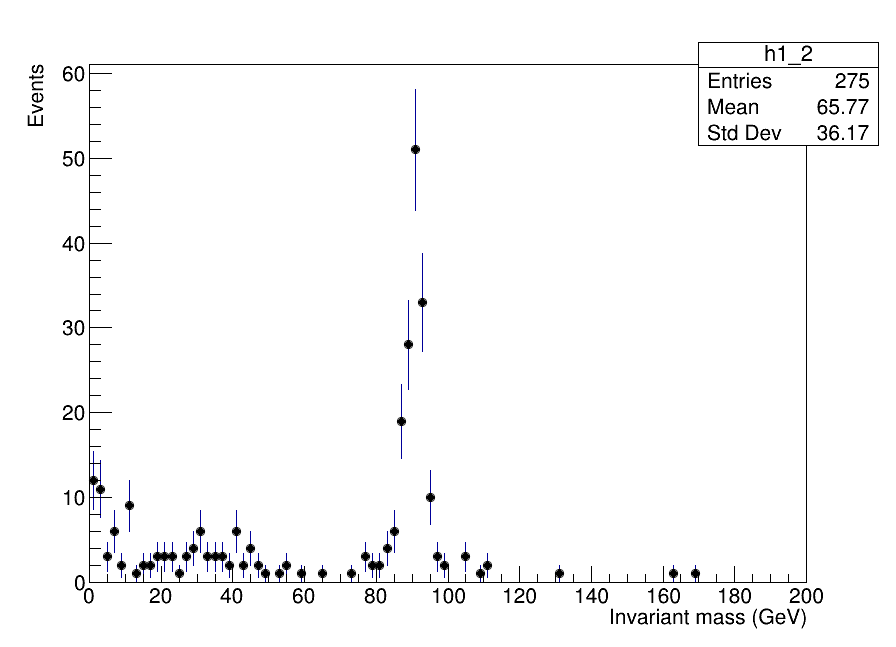 h1_2
Entries 275
Mean 65.77
Std Dev 36.17
Events
60
50
40
30
20
10
0
0 20 40 60 80 100 120 140 160 180 200
Invariant mass (GeV)